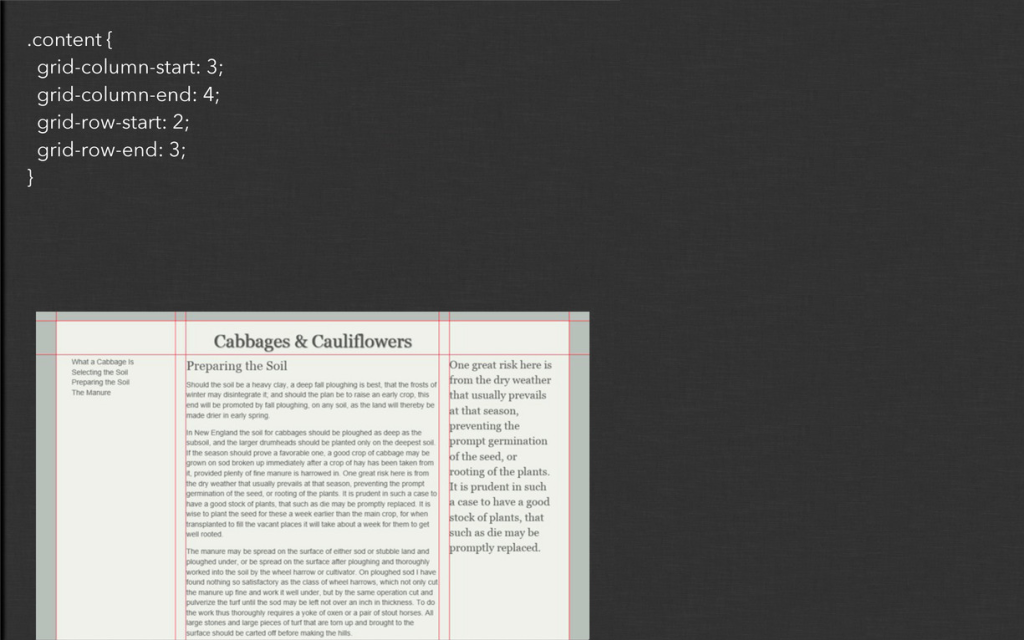 .content {
grid-column-start: 3;
grid-column-end: 4;
grid-row-start: 2;
grid-row-end: 3;
}
Cabbages & Cauliflowers
What a Cabbage Is
Selecting the Soil
Preparing the Soil
The Manure
Preparing the Soil
Should the soil be a heavy clay, a deep fall ploughing is best, that the frosts of
winter may disintegrate it; and should the plan be to raise an early crop, this
end will be promoted by fall ploughing, on any soil, as the land will thereby be
made drier in early spring.
In New England the soil for cabbages should be ploughed as deep as the
subsoil, and the larger drumheads should be planted only on the deepest soil.
If the season should prove a favorable one, a good crop of cabbage may be
grown on sod broken up immediately after a crop of hay has been taken from
it, provided plenty of fine manure is harrowed in. One great risk here is from
the dry weather that usually prevails at that season, preventing the prompt
germination of the seed, or rooting of the plants. It is prudent in such a case to
have a good stock of plants, that such as die may be promptly replaced. It is
wise to plant the seed for these a week earlier than the main crop, for when
transplanted to fill the vacant places it will take about a week for them to get
well rooted.
The manure may be spread on the surface of either sod or stubble land and
ploughed under, or be spread on the surface after ploughing and thoroughly
worked into the soil by the wheel harrow or cultivator. On ploughed sod I have
found nothing so satisfactory as the class of wheel harrows, which not only cut
the manure up fine and work it well under, but by the same operation cut and
pulverize the turf until the sod may be left not over an inch in thickness. To do
the work thus thoroughly requires a yoke of oxen or a pair of stout horses. All
large stones and large pieces of turf that are torn up and brought to the
surface should be carted off before making the hills.
One great risk here is
from the dry weather
that usually prevails
at that season,
preventing the
prompt germination
of the seed, or
rooting of the plants.
It is prudent in such
a case to have a good
stock of plants, that
such as die may be
promptly replaced.